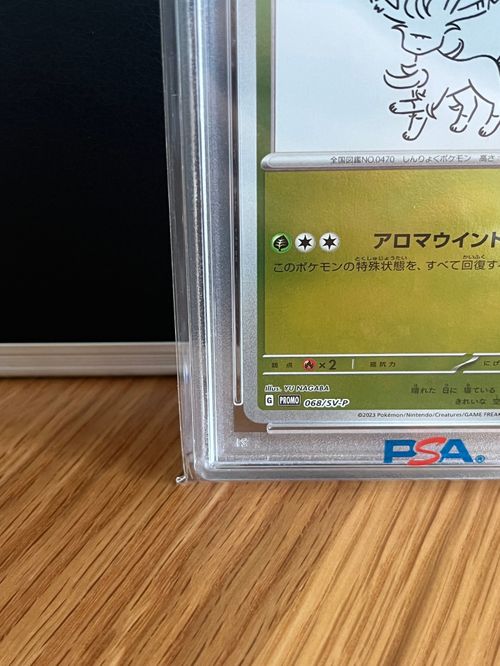 全国図鑑NO.0470 しんりょくポケモン 高さ
アロマウインド
とくしゅじょうたい かいふく
このポケモンの特殊状態を、すべて回復す
弱点 ×2 抵抗力 にげ
illus. YU NAGABA
晴れた 日に 寝ている
G PROMO 068/SV-P
きれいな 空
©2023 Pokémon/Nintendo/Creatures/GAME FREAK
PSA®